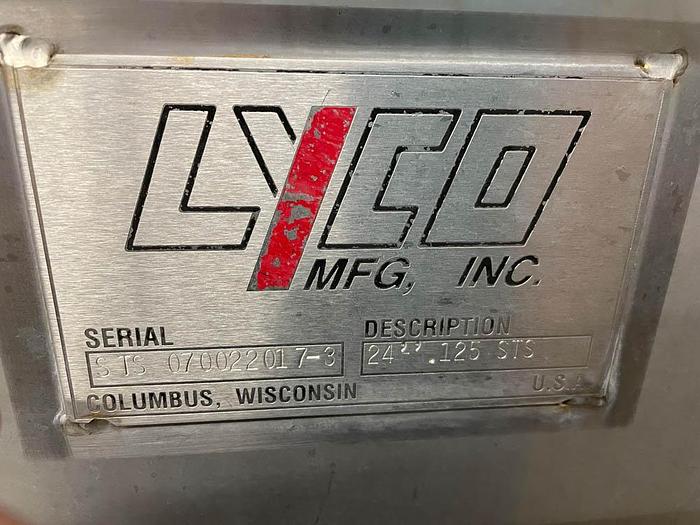 LYCO
MFG, INC.
SERIAL
STS 070022017-3
DESCRIPTION
24" .125 STS
COLUMBUS, WISCONSIN
U.S.A